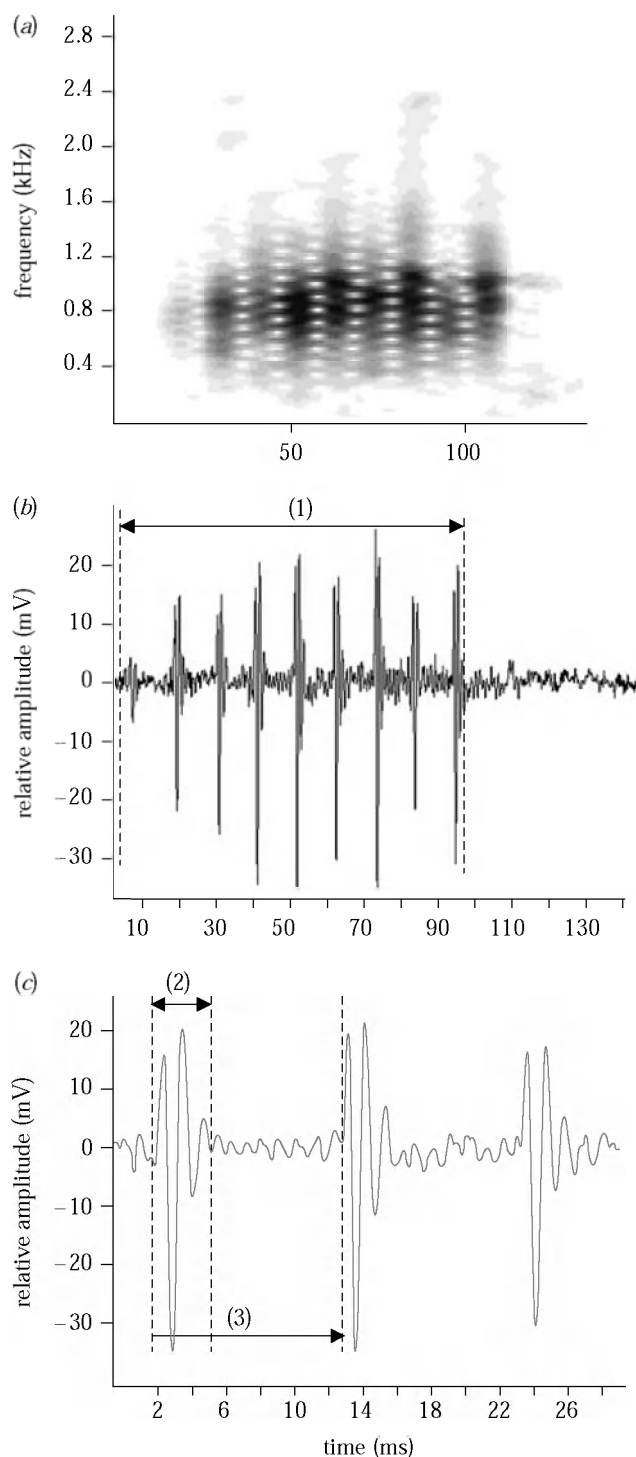 (a)
2.8
2.4
2.0
1.6
1.2
0.8
0.4
frequency (kHz)
50 100
(b)
(1)
20
10
0
−10
−20
−30
relative amplitude (mV)
10 30 50 70 90 110 130
(c)
(2)
20
10
0
−10
−20
−30
relative amplitude (mV)
(3)
2 6 10 14 18 22 26
time (ms)